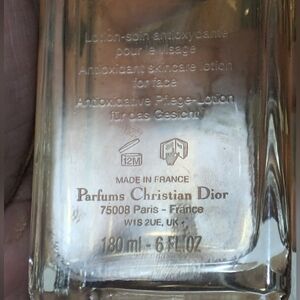 Lotion-soin antioxydante
pour le visage
Antioxidant skincare lotion
for face
Antioxidative Pflege-Lotion
für das Gesicht
12M
MADE IN FRANCE
Parfums Christian Dior
75008 Paris - France
W1S 2UE, UK
180 ml - 6 FL OZ